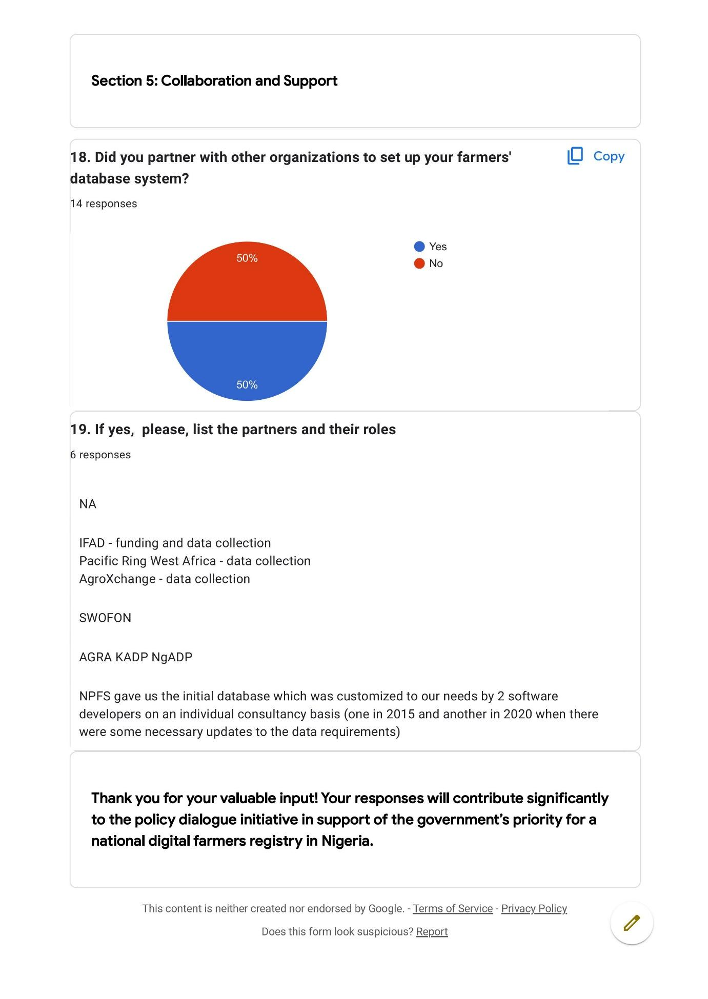 Section 5: Collaboration and Support
18. Did you partner with other organizations to set up your farmers'
database system?
Copy
14 responses
50%
50%
Yes
No
19. If yes,  please, list the partners and their roles
6 responses
NA
IFAD - funding and data collection
Pacific Ring West Africa - data collection
AgroXchange - data collection
SWOFON
AGRA KADP NgADP
NPFS gave us the initial database which was customized to our needs by 2 software
developers on an individual consultancy basis (one in 2015 and another in 2020 when there
were some necessary updates to the data requirements)
Thank you for your valuable input! Your responses will contribute significantly
to the policy dialogue initiative in support of the government’s priority for a
national digital farmers registry in Nigeria.
This content is neither created nor endorsed by Google. - Terms of Service - Privacy Policy
Does this form look suspicious? Report